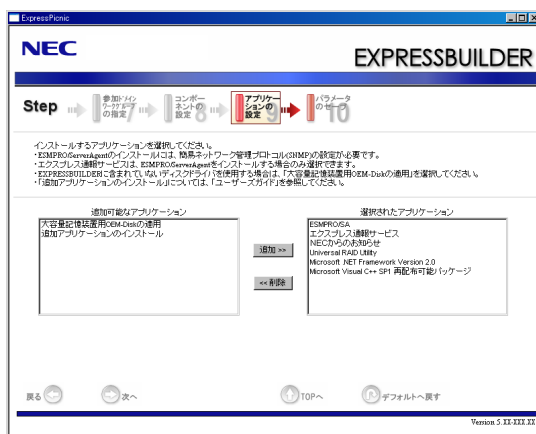 ExpressPicnic
NEC
EXPRESSBUILDER
Step
参加ドメイン ワークグループ の指定 7
コンポーネントの設定 8
アプリケーションの設定 9
パラメータのセーブ 10
インストールするアプリケーションを選択してください。
・ESMPRO/ServerAgentのインストールには、簡易ネットワーク管理プロトコル(SNMP)の設定が必要です。
・エクスプレス通報サービスは、ESMPRO/ServerAgentをインストールする場合のみ選択できます。
・EXPRESSBUILDERに含まれていないディスクドライバを使用する場合は、「大容量記憶装置用OEM-Diskの適用」を選択してください。
・「追加アプリケーションのインストール」については、「ユーザーズガイド」を参照してください。
追加可能なアプリケーション
大容量記憶装置用OEM-Diskの適用
追加アプリケーションのインストール
追加 >>
<< 削除
選択されたアプリケーション
ESMPRO/SA
エクスプレス通報サービス
NECからのお知らせ
Universal RAID Utility
Microsoft .NET Framework Version 2.0
Microsoft Visual C++ SP1 再配布可能パッケージ
戻る
次へ
TOPへ
デフォルトへ戻す
Version 5.XX-XXX.XX